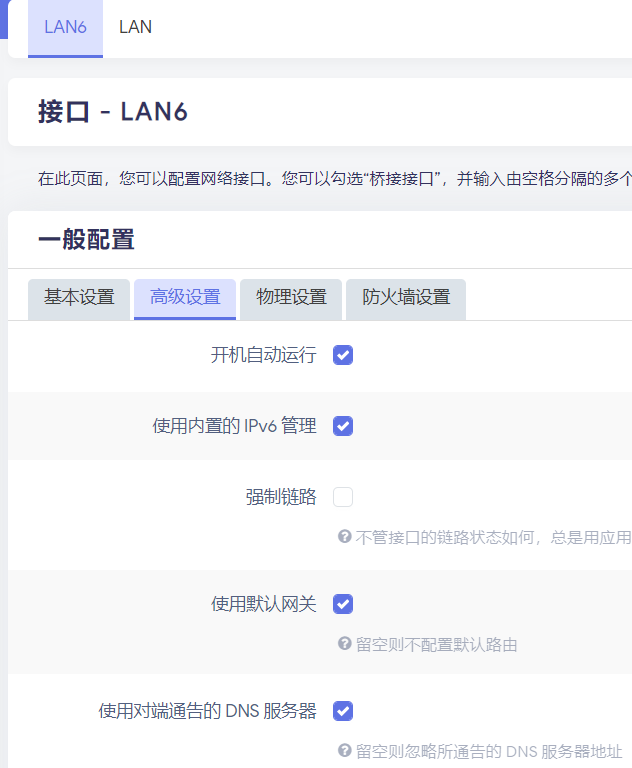 LAN6 LAN
接口 - LAN6
在此页面，您可以配置网络接口。您可以勾选“桥接接口”，并输入由空格分隔的多个
一般配置
基本设置 高级设置 物理设置 防火墙设置
开机自动运行
使用内置的 IPv6 管理
强制链路
不管接口的链路状态如何，总是用应用
使用默认网关
留空则不配置默认路由
使用对端通告的 DNS 服务器
留空则忽略所通告的 DNS 服务器地址